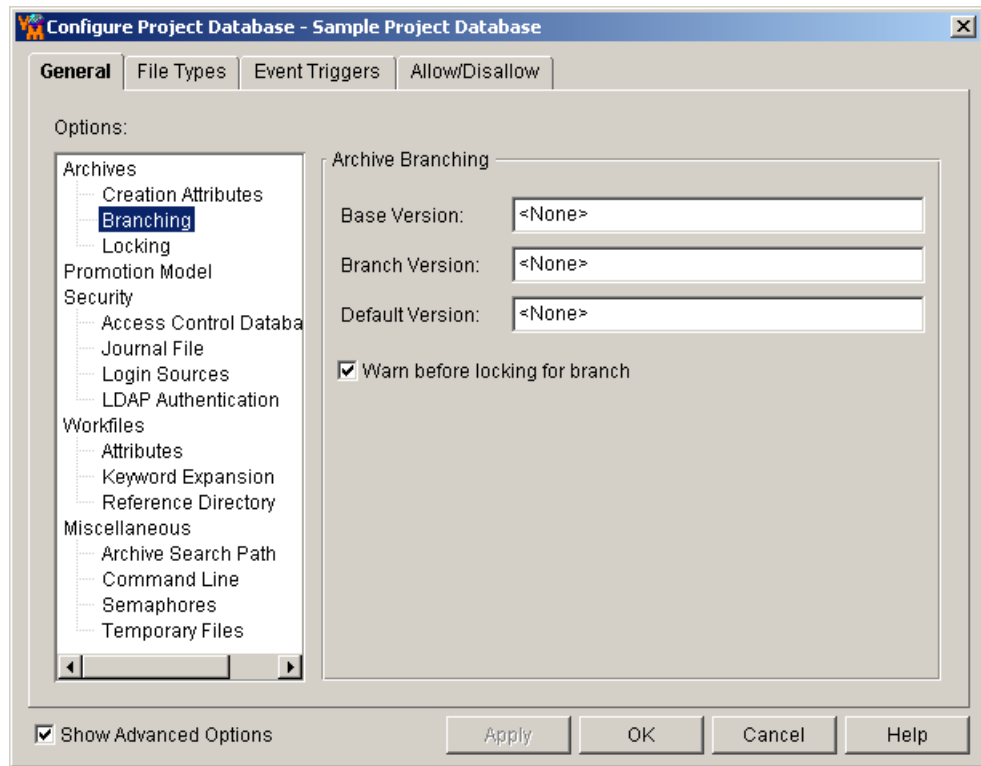 VM Configure Project Database - Sample Project Database
General File Types Event Triggers Allow/Disallow
Options:
Archives
Creation Attributes
Branching
Locking
Promotion Model
Security
Access Control Databa
Journal File
Login Sources
LDAP Authentication
Workfiles
Attributes
Keyword Expansion
Reference Directory
Miscellaneous
Archive Search Path
Command Line
Semaphores
Temporary Files
Archive Branching
Base Version: <None>
Branch Version: <None>
Default Version: <None>
Warn before locking for branch
Show Advanced Options
Apply OK Cancel Help